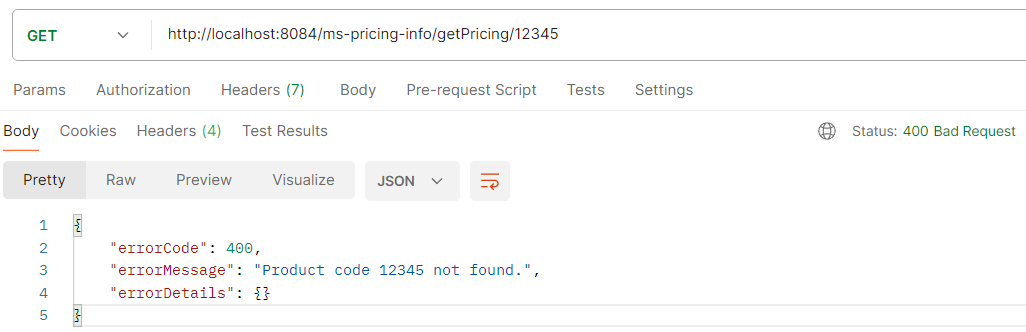 GET http://localhost:8084/ms-pricing-info/getPricing/12345
Params Authorization Headers (7) Body Pre-request Script Tests Settings
Body Cookies Headers (4) Test Results Status: 400 Bad Request
Pretty Raw Preview Visualize JSON
1 {
2 "errorCode": 400,
3 "errorMessage": "Product code 12345 not found.",
4 "errorDetails": {}
5 }